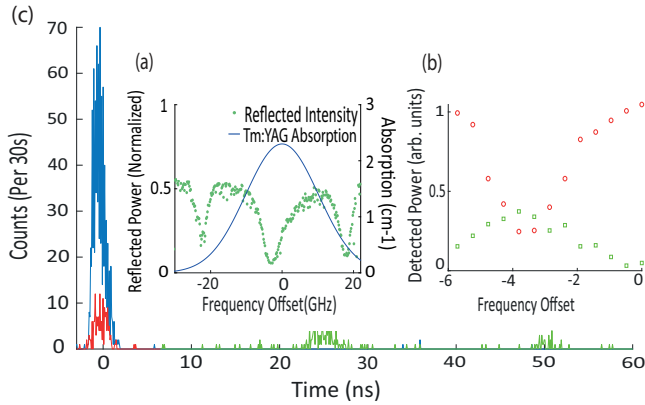 (c)
70
60
50
40
30
20
10
0
Counts (Per 30s)
0
10
20
30
40
50
60
Time (ns)
(a)
Reflected Intensity
Tm:YAG Absorption
1
0.5
0
Reflected Power (Normalized)
3
2
1
0
Absorption (cm-1)
-20
0
20
Frequency Offset(GHz)
(b)
1
0.5
Detected Power (arb. units)
-6
-4
-2
0
Frequency Offset